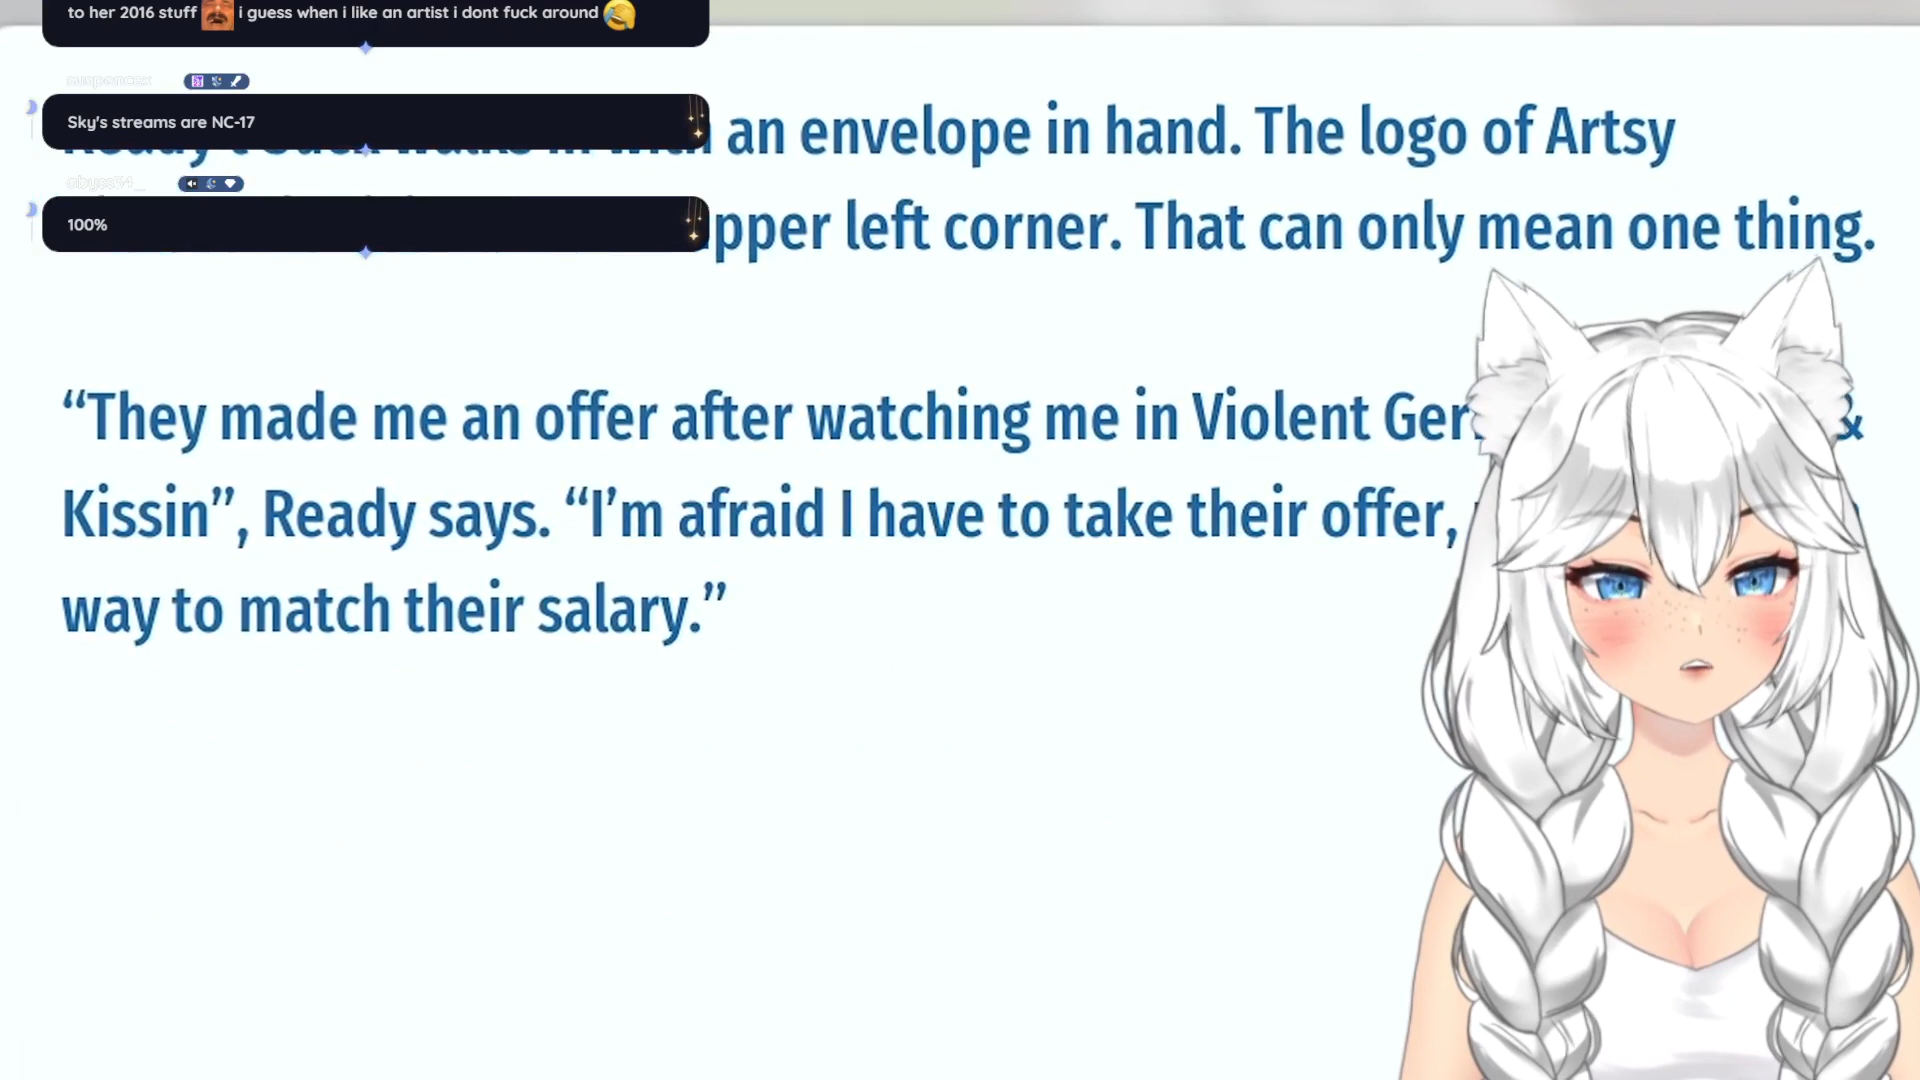 to her 2016 stuff i guess when i like an artist i dont fuck around
Sky's streams are NC-17
an envelope in hand. The logo of Artsy
abyss74_
100%
pper left corner. That can only mean one thing.
“They made me an offer after watching me in Violent Ger &
Kissin”, Ready says. “I’m afraid I have to take their offer,
way to match their salary.”